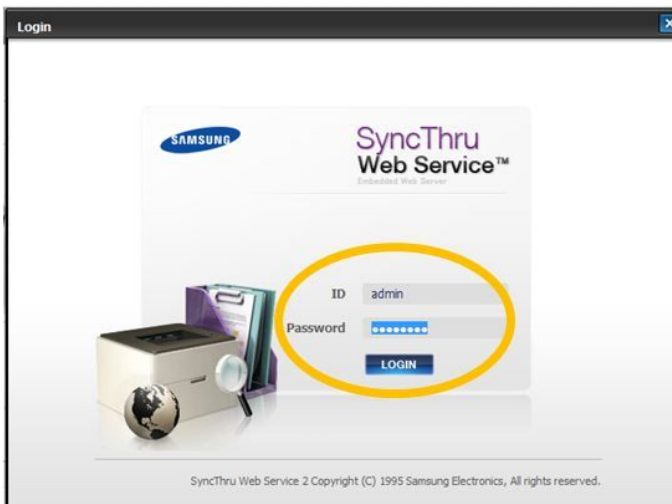 Login
SAMSUNG
SyncThru
Web Service™
Embedded Web Server
ID admin
Password ●●●●●●●●
LOGIN
SyncThru Web Service 2 Copyright (C) 1995 Samsung Electronics, All rights reserved.